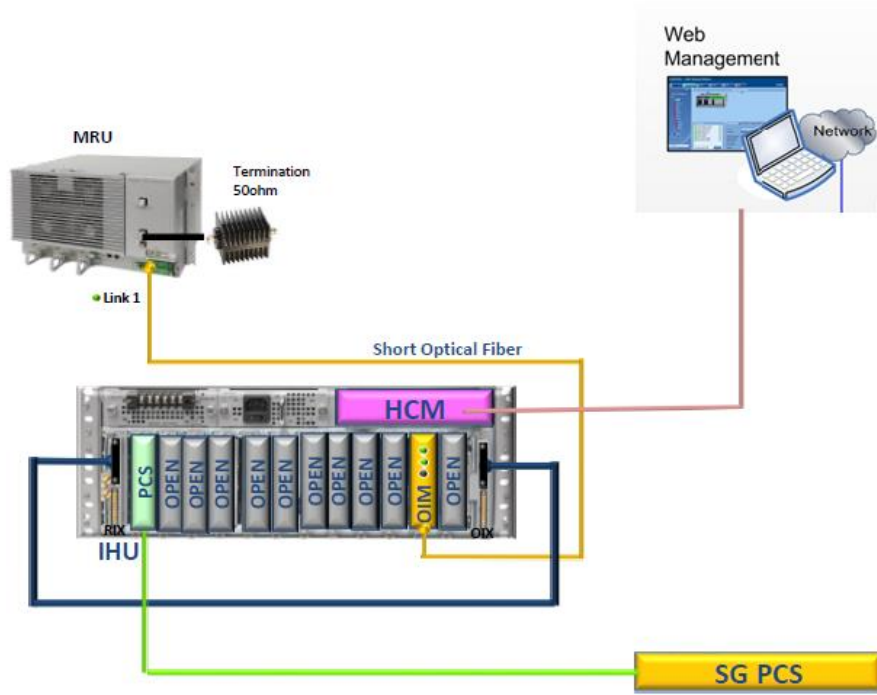 Web
Management
Network
MRU
Termination
50ohm
Link 1
Short Optical Fiber
HCM
PCS
OPEN
OPEN
OPEN
OPEN
OPEN
OPEN
OPEN
OPEN
OPEN
OIM
OPEN
RIX
OIX
IHU
SG PCS